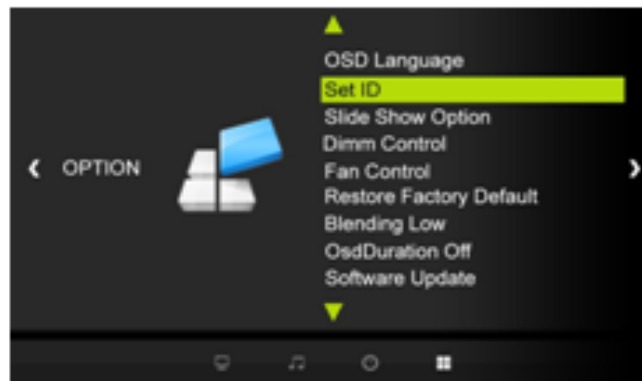 OSD Language
Set ID
Slide Show Option
Dimm Control
OPTION
Fan Control
Restore Factory Default
Blending Low
OsdDuration Off
Software Update